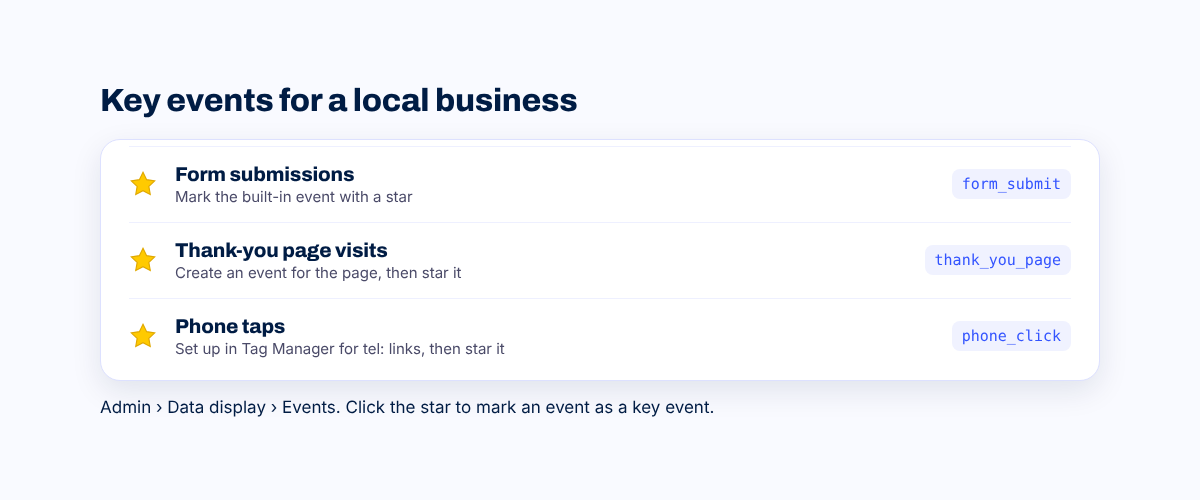 Key events for a local business
Form submissions
Mark the built-in event with a star
form_submit
Thank-you page visits
Create an event for the page, then star it
thank_you_page
Phone taps
Set up in Tag Manager for tel: links, then star it
phone_click
Admin › Data display › Events. Click the star to mark an event as a key event.